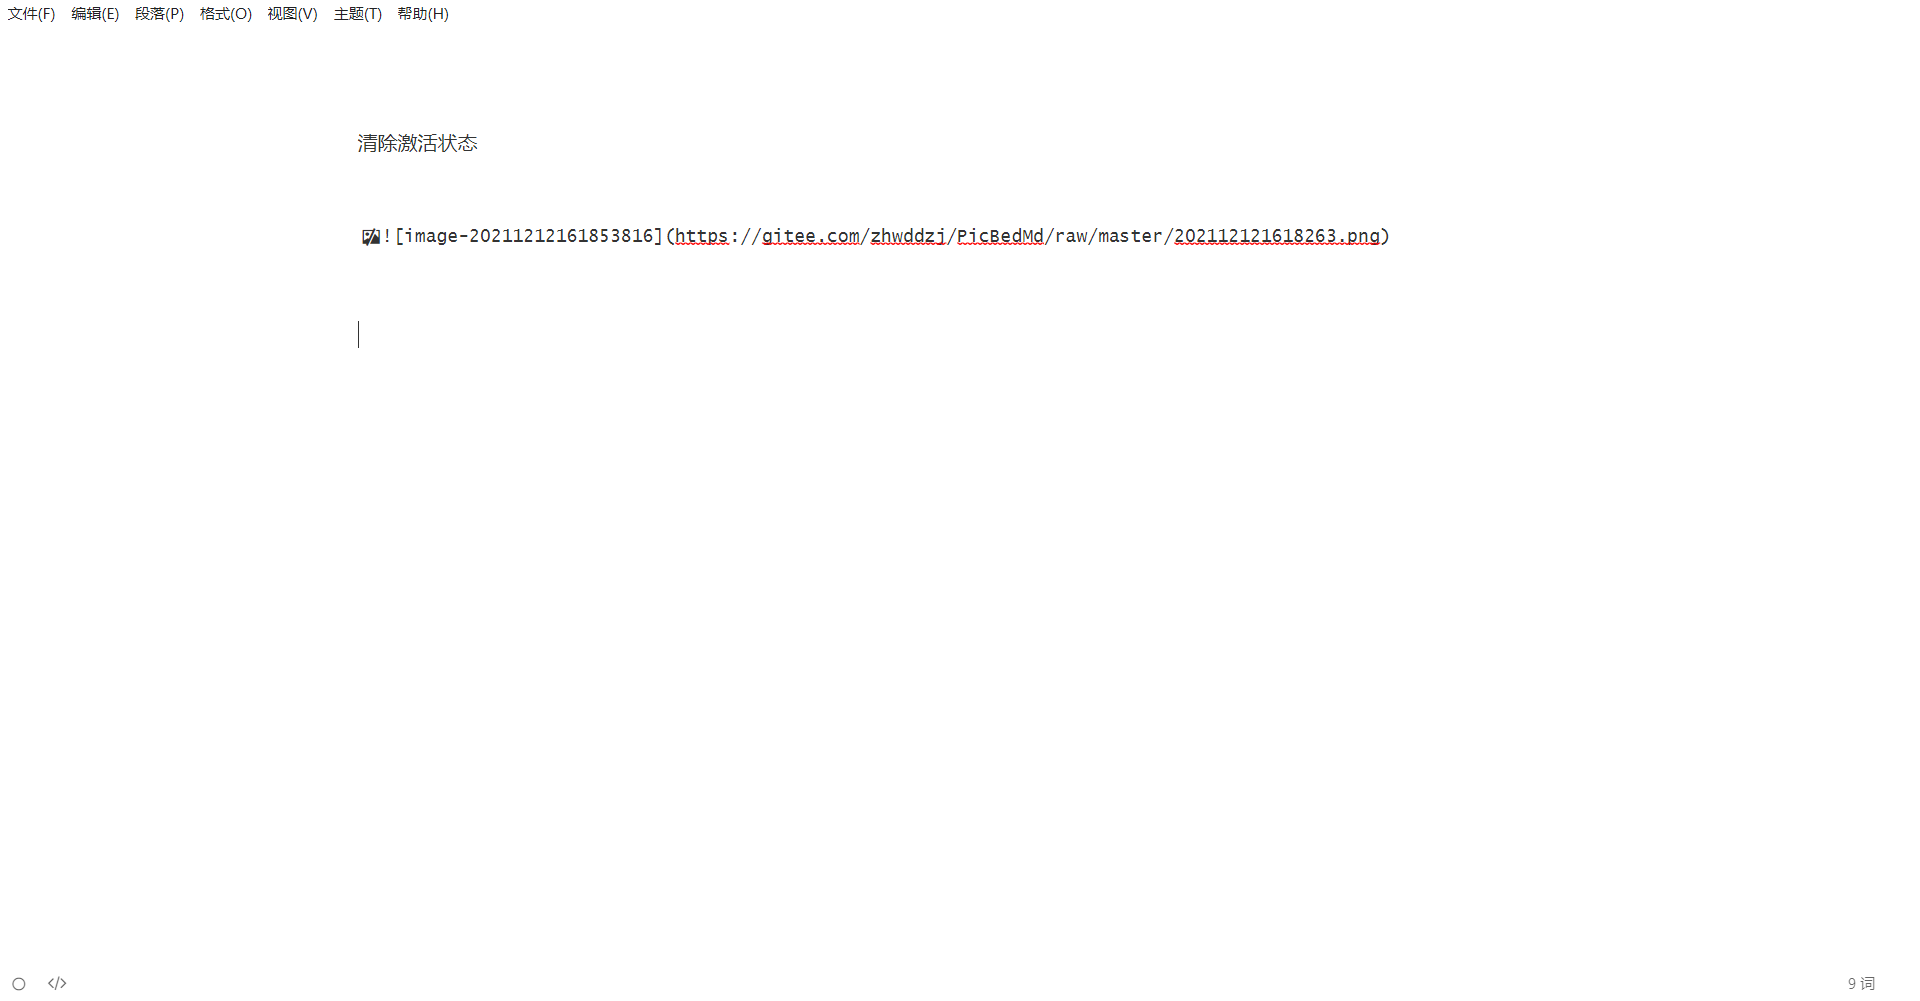 文件(F) 编辑(E) 段落(P) 格式(O) 视图(V) 主题(T) 帮助(H)
清除激活状态
![image-20211212161853816](https://gitee.com/zhwddzj/PicBedMd/raw/master/202112121618263.png)
</> 9 词